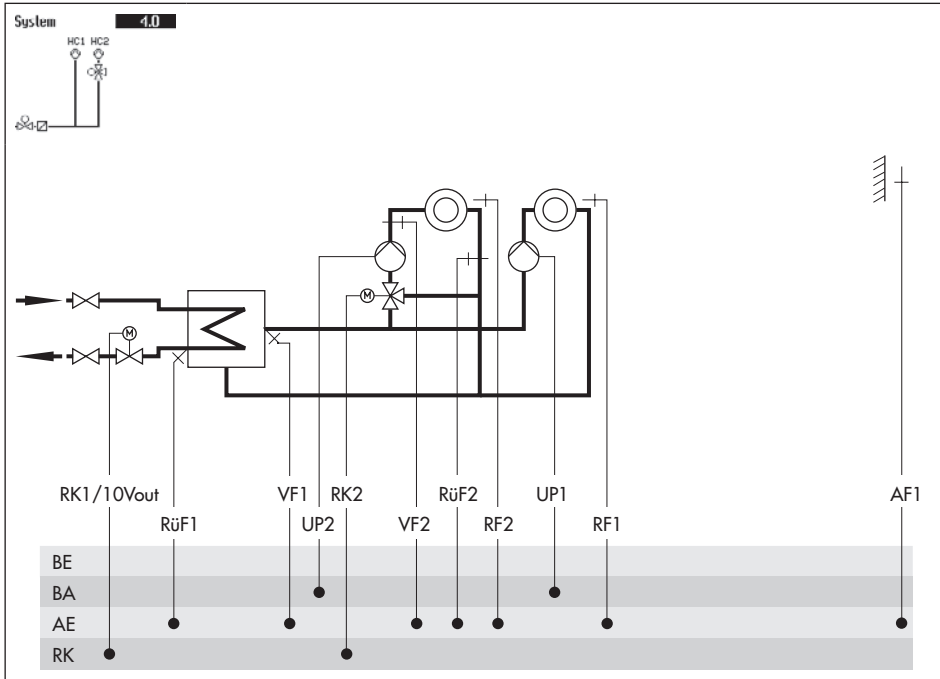 System 4.0
HC1 HC2
M
M
RK1/10Vout VF1 RK2 RüF2 UP1 AF1
RüF1 UP2 VF2 RF2 RF1
BE
BA
AE
RK